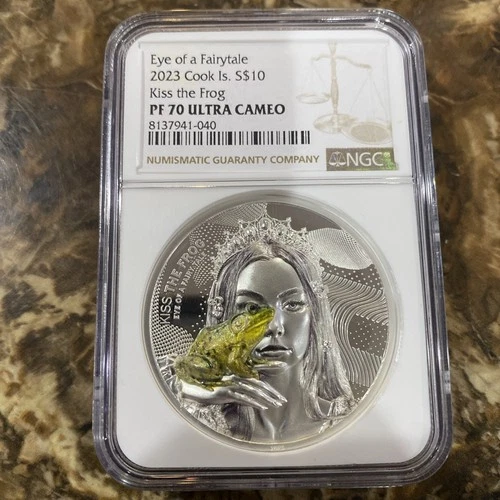 Eye of a Fairytale
2023 Cook Is. S$10
Kiss the Frog
PF 70 ULTRA CAMEO
8137941-040
NUMISMATIC GUARANTY COMPANY
NGC
KISS THE FROG
EYE OF A FAIRYTALE